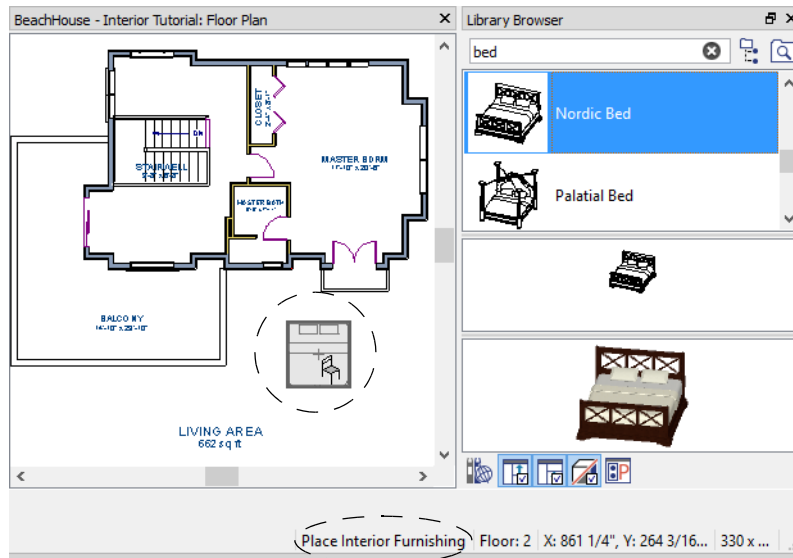 BeachHouse - Interior Tutorial: Floor Plan
Library Browser
bed
Nordic Bed
Palatial Bed
CLOSET
DN
STAIRWELL
MASTER BDRM
MASTER BATH
BALCONY
LIVING AREA
662 sq ft
Place Interior Furnishing
Floor: 2
X: 861 1/4", Y: 264 3/16...
330 x ...